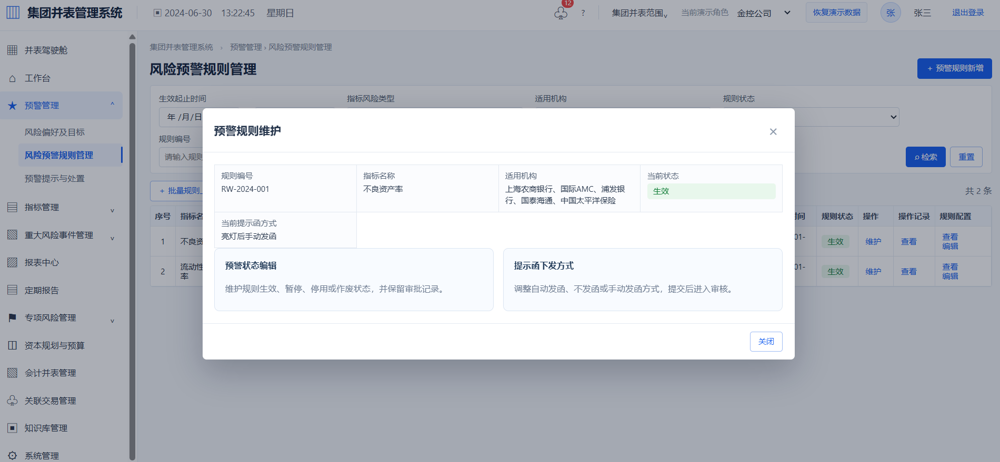 集团并表管理系统
2024-06-30 13:22:45 星期日
12
?
集团并表范围
当前演示角色 金控公司
恢复演示数据
张
张三
退出登录
并表驾驶舱
工作台
预警管理
风险偏好及目标
风险预警规则管理
预警提示与处置
指标管理
重大风险事件管理
报表中心
定期报告
专项风险管理
资本规划与预算
会计并表管理
关联交易管理
知识库管理
系统管理
集团并表管理系统 › 预警管理 › 风险预警规则管理
风险预警规则管理
+ 预警规则新增
生效起止时间
指标风险类型
适用机构
规则状态
年 /月/日
规则编号
请输入规则
检索
重置
+ 批量规则
共 2 条
序号 指标名 时间 规则状态 操作 操作记录 规则配置
1 不良资 01- 生效 维护 查看 查看
编辑
2 流动性 01- 生效 维护 查看 查看
率 编辑
预警规则维护
×
规则编号
RW-2024-001
指标名称
不良资产率
适用机构
上海农商银行、国际AMC、浦发银
行、国泰海通、中国太平洋保险
当前状态
生效
当前提示函方式
亮灯后手动发函
预警状态编辑
维护规则生效、暂停、停用或作废状态，并保留审批记录。
提示函下发方式
调整自动发函、不发函或手动发函方式，提交后进入审核。
关闭